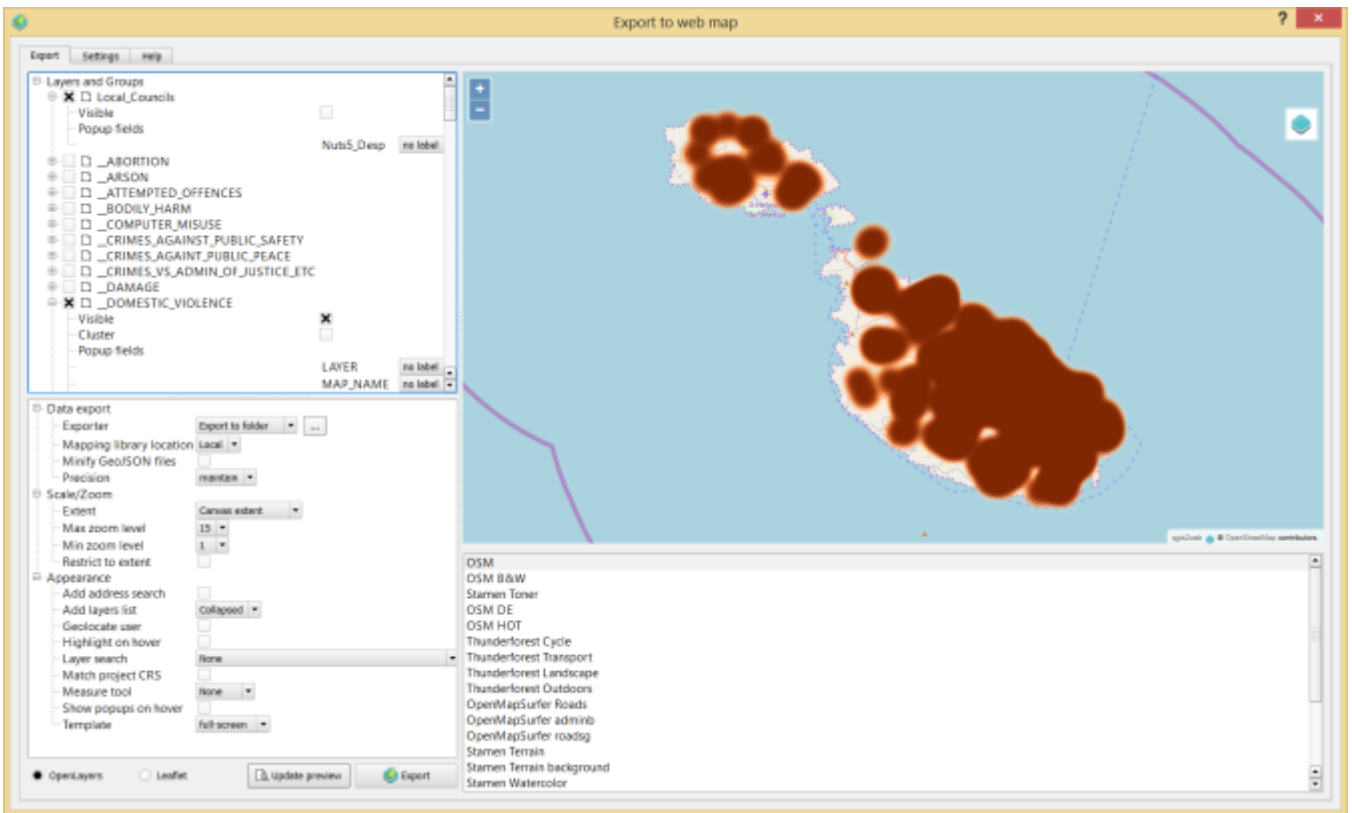 Export to web map
?
Export Settings Help
Layers and Groups
Local_Councils
Visible
Popup fields
Nuts5_Desp no label
__ABORTION
__ARSON
__ATTEMPTED_OFFENCES
__BODILY_HARM
__COMPUTER_MISUSE
__CRIMES_AGAINST_PUBLIC_SAFETY
__CRIMES_AGAINT_PUBLIC_PEACE
__CRIMES_VS_ADMIN_OF_JUSTICE_ETC
__DAMAGE
__DOMESTIC_VIOLENCE
Visible
Cluster
Popup fields
LAYER no label
MAP_NAME no label
Data export
Exporter Export to folder ...
Mapping library location Local
Minify GeoJSON files
Precision maintain
Scale/Zoom
Extent Canvas extent
Max zoom level 15
Min zoom level 1
Restrict to extent
Appearance
Add address search
Add layers list Collapsed
Geolocate user
Highlight on hover
Layer search None
Match project CRS
Measure tool None
Show popups on hover
Template full-screen
OpenLayers Leaflet Update preview Export
+
−
qgis2web © OpenStreetMap contributors.
OSM
OSM B&W
Stamen Toner
OSM DE
OSM HOT
Thunderforest Cycle
Thunderforest Transport
Thunderforest Landscape
Thunderforest Outdoors
OpenMapSurfer Roads
OpenMapSurfer adminb
OpenMapSurfer roadsg
Stamen Terrain
Stamen Terrain background
Stamen Watercolor